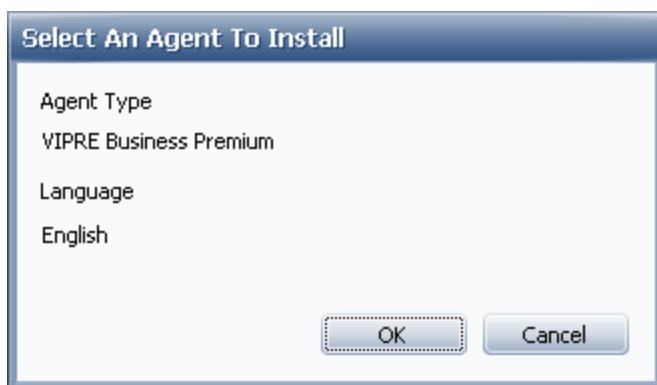 Select An Agent To Install
Agent Type
VIPRE Business Premium
Language
English
OK Cancel